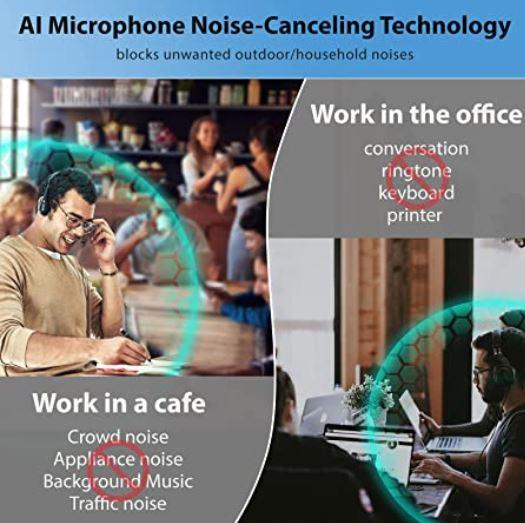 AI Microphone Noise-Canceling Technology
blocks unwanted outdoor/household noises
Work in the office
conversation
ringtone
keyboard
printer
Work in a cafe
Crowd noise
Appliance noise
Background Music
Traffic noise